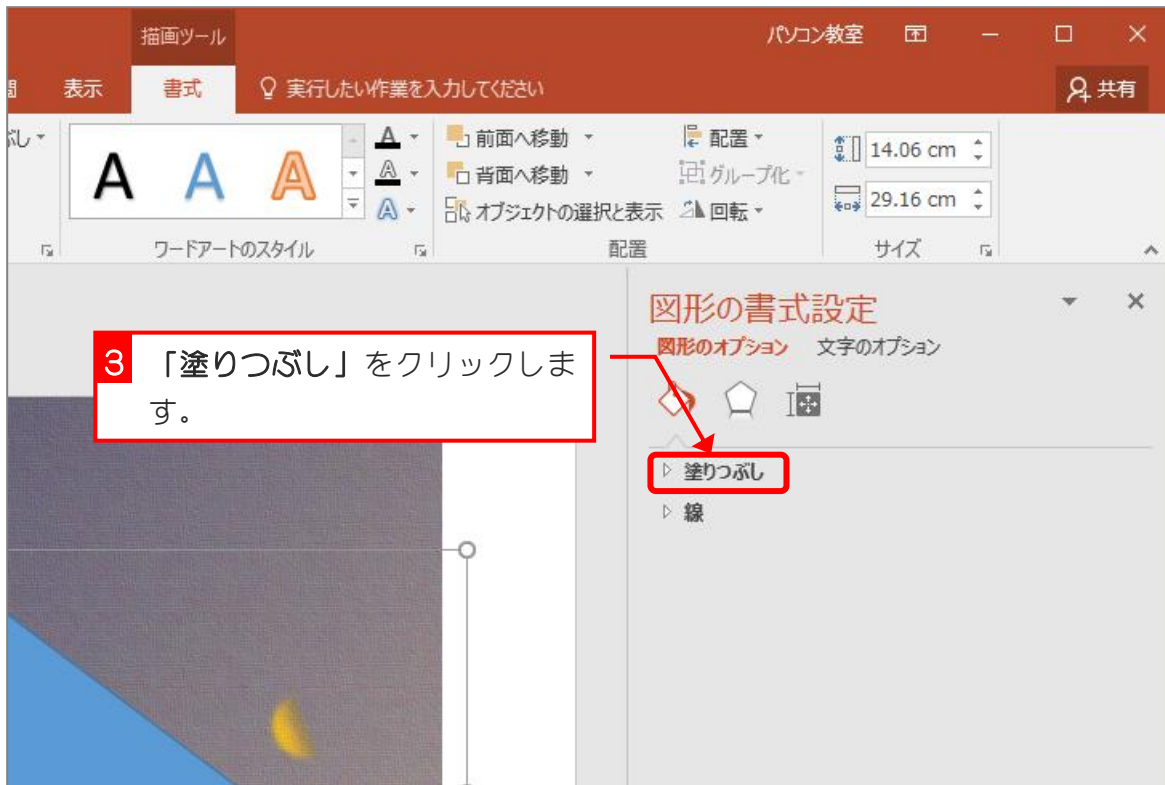 描画ツール
パソコン教室
表示
書式
実行したい作業を入力してください
共有
A A A
A
A
A
前面へ移動
背面へ移動
オブジェクトの選択と表示
配置
グループ化
回転
14.06 cm
29.16 cm
ワードアートのスタイル
配置
サイズ
図形の書式設定
図形のオプション 文字のオプション
3 「塗りつぶし」をクリックしま
す。
塗りつぶし
線